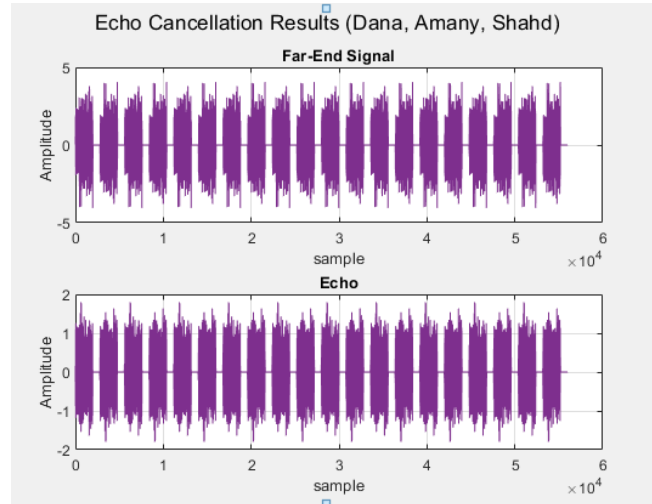 Echo Cancellation Results (Dana, Amany, Shahd)
Far-End Signal
5
0
-5
Amplitude
0 1 2 3 4 5 6
sample
×10^4
Echo
2
1
0
-1
-2
Amplitude
0 1 2 3 4 5 6
sample
×10^4